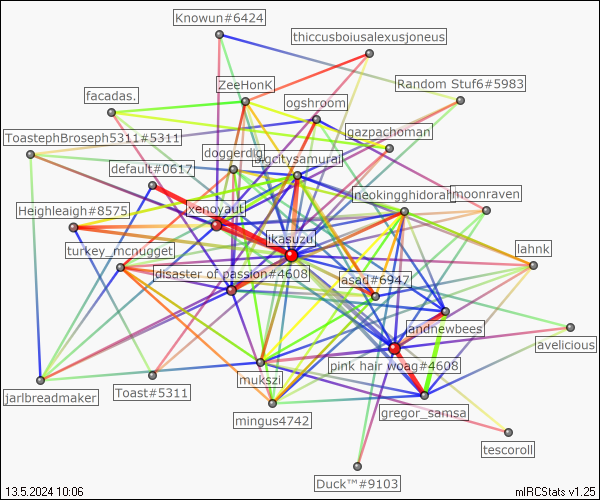 Knowun#6424
thiccusboiusalexusjoneus
ZeeHonK
Random Stuf6#5983
facadas.
ogshroom
ToastephBroseph5311#5311
gazpachoman
doggerdig
a.gcitysamurai
default#0617
neokingghidorah
moonraven
Heighleaigh#8575
xenoyaut
ikasuzu
turkey_mcnugget
lahnk
disaster of passion#4608
asad#6947
andnewbees
avelicious
pink hair woag#4608
mukszi
jarlbreadmaker
Toast#5311
mingus4742
gregor_samsa
tescoroll
Duck™#9103
13.5.2024 10:06
mIRCStats v1.25